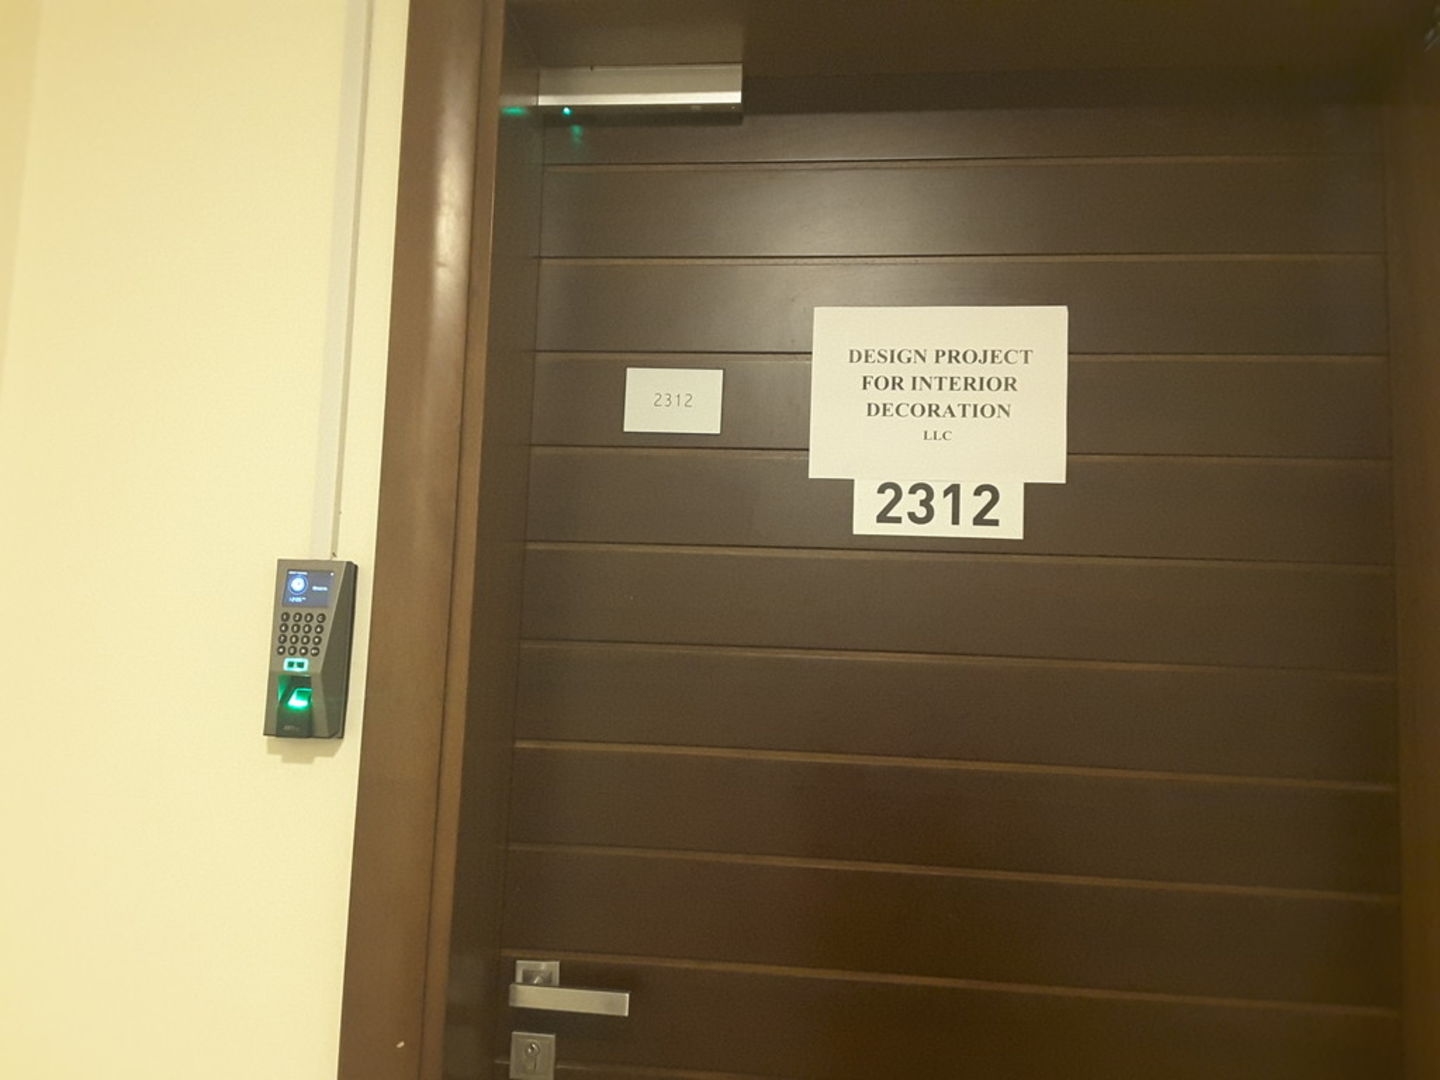 2312
DESIGN PROJECT
FOR INTERIOR
DECORATION
LLC
2312